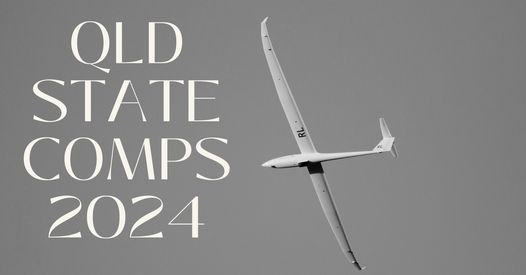 QLD
STATE
COMPS
2024
RL